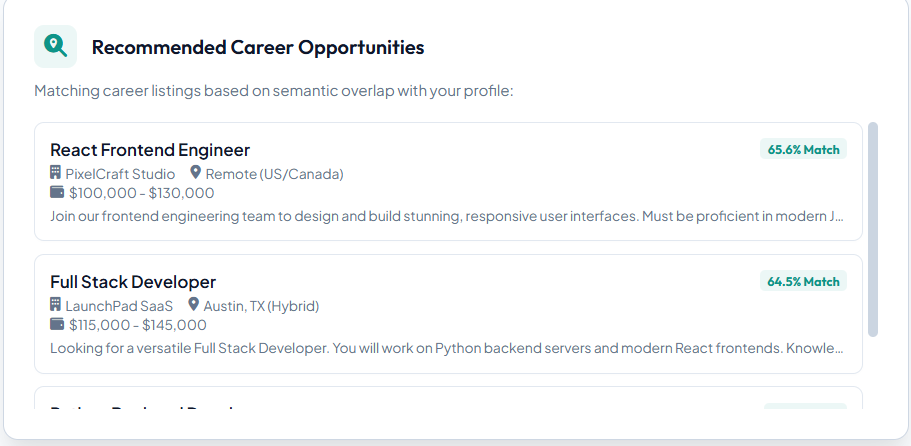 Recommended Career Opportunities
Matching career listings based on semantic overlap with your profile:
React Frontend Engineer
65.6% Match
PixelCraft Studio Remote (US/Canada)
$100,000 - $130,000
Join our frontend engineering team to design and build stunning, responsive user interfaces. Must be proficient in modern J...
Full Stack Developer
64.5% Match
LaunchPad SaaS Austin, TX (Hybrid)
$115,000 - $145,000
Looking for a versatile Full Stack Developer. You will work on Python backend servers and modern React frontends. Knowle...